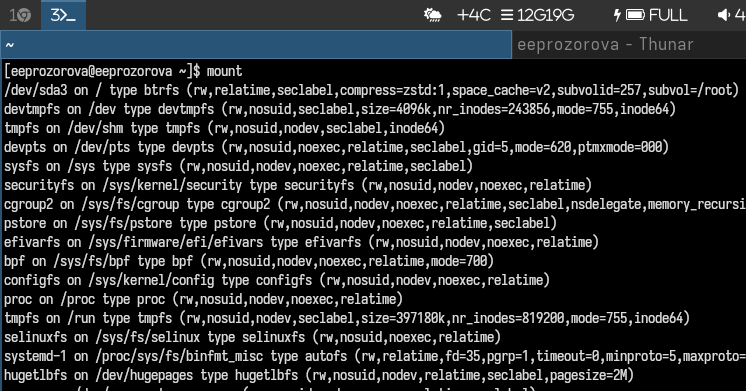 1
3 >_
+4C 12G19G FULL 4
~ eeprozorova - Thunar
[eeprozorova@eeprozorova ~]$ mount
/dev/sda3 on / type btrfs (rw,relatime,seclabel,compress=zstd:1,space_cache=v2,subvolid=257,subvol=/root)
devtmpfs on /dev type devtmpfs (rw,nosuid,seclabel,size=4096k,nr_inodes=243856,mode=755,inode64)
tmpfs on /dev/shm type tmpfs (rw,nosuid,nodev,seclabel,inode64)
devpts on /dev/pts type devpts (rw,nosuid,noexec,relatime,seclabel,gid=5,mode=620,ptmxmode=000)
sysfs on /sys type sysfs (rw,nosuid,nodev,noexec,relatime,seclabel)
securityfs on /sys/kernel/security type securityfs (rw,nosuid,nodev,noexec,relatime)
cgroup2 on /sys/fs/cgroup type cgroup2 (rw,nosuid,nodev,noexec,relatime,seclabel,nsdelegate,memory_recursi
pstore on /sys/fs/pstore type pstore (rw,nosuid,nodev,noexec,relatime,seclabel)
efivarfs on /sys/firmware/efi/efivars type efivarfs (rw,nosuid,nodev,noexec,relatime)
bpf on /sys/fs/bpf type bpf (rw,nosuid,nodev,noexec,relatime,mode=700)
configfs on /sys/kernel/config type configfs (rw,nosuid,nodev,noexec,relatime)
proc on /proc type proc (rw,nosuid,nodev,noexec,relatime)
tmpfs on /run type tmpfs (rw,nosuid,nodev,seclabel,size=397180k,nr_inodes=819200,mode=755,inode64)
selinuxfs on /sys/fs/selinux type selinuxfs (rw,nosuid,noexec,relatime)
systemd-1 on /proc/sys/fs/binfmt_misc type autofs (rw,relatime,fd=35,pgrp=1,timeout=0,minproto=5,maxproto=
hugetlbfs on /dev/hugepages type hugetlbfs (rw,nosuid,nodev,relatime,seclabel,pagesize=2M)